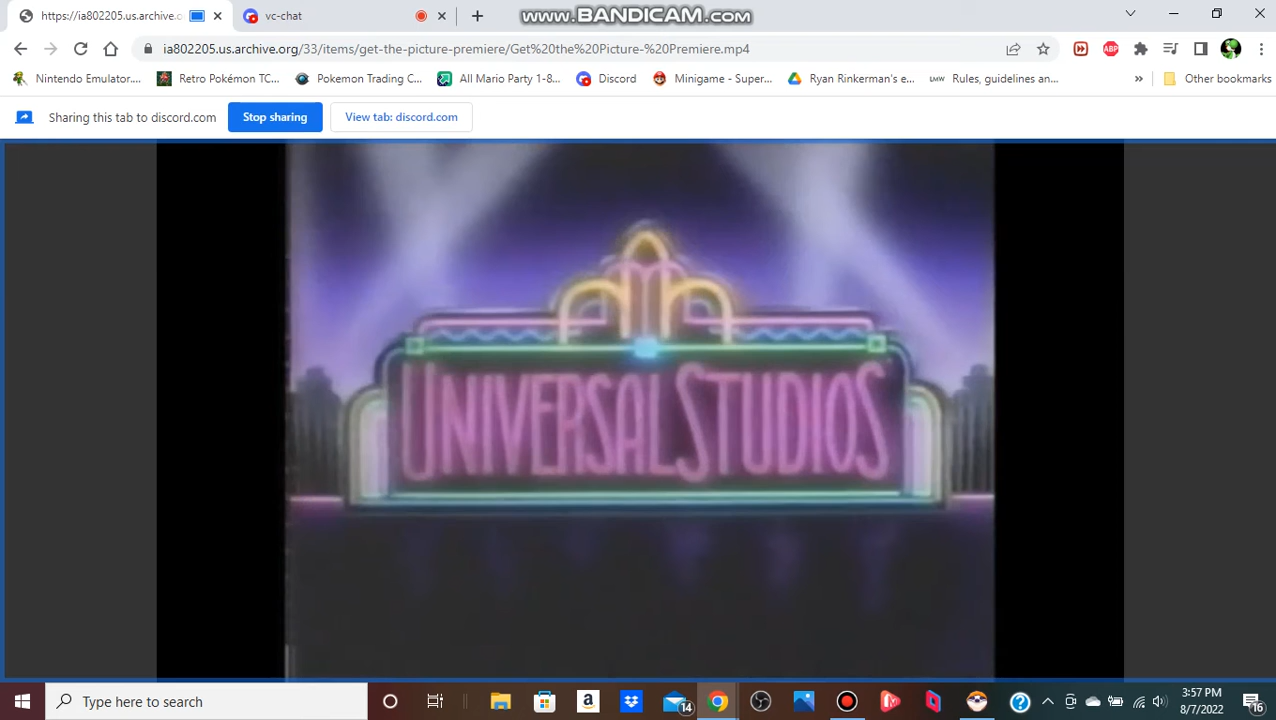 https://ia802205.us.archive.o
vc-chat
www.BANDICAM.com
ia802205.us.archive.org/33/items/get-the-picture-premiere/Get%20the%20Picture-%20Premiere.mp4
ABP
Nintendo Emulator....
Retro Pokémon TC...
Pokemon Trading C...
All Mario Party 1-8...
Discord
Minigame - Super...
Ryan Rinkerman's e...
LMW
Rules, guidelines an...
»
Other bookmarks
Sharing this tab to discord.com
Stop sharing
View tab: discord.com
UNIVERSAL STUDIOS
Type here to search
14
3:57 PM
8/7/2022
16